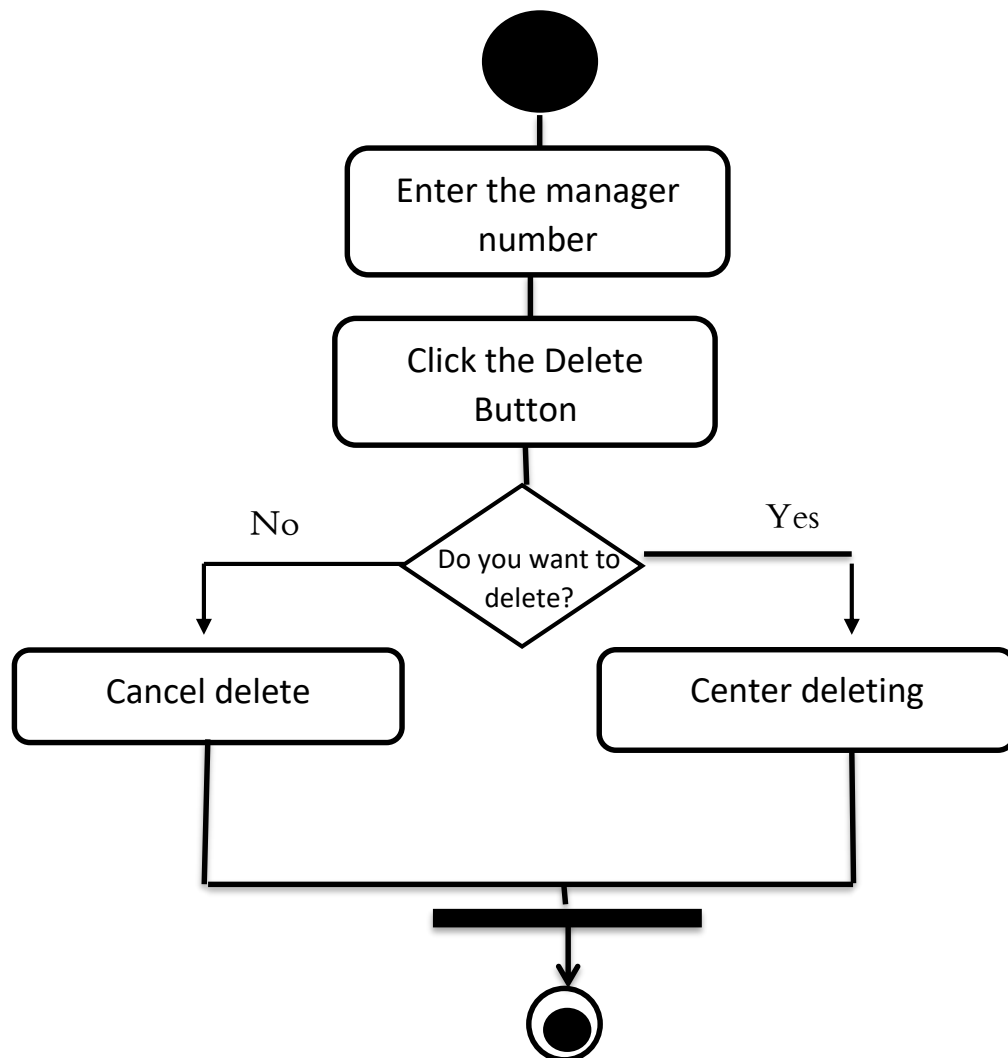 Enter the manager
number
Click the Delete
Button
No
Yes
Do you want to
delete?
Cancel delete
Center deleting